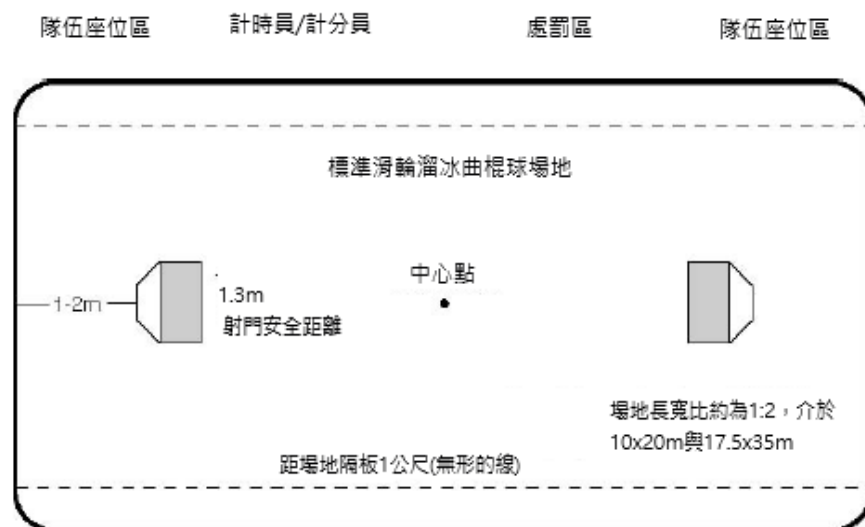 隊伍座位區 計時員/計分員 處罰區 隊伍座位區
標準滑輪溜冰曲棍球場地
中心點
1-2m
1.3m
射門安全距離
場地長寬比約為1:2，介於
10x20m與17.5x35m
距場地隔板1公尺(無形的線)